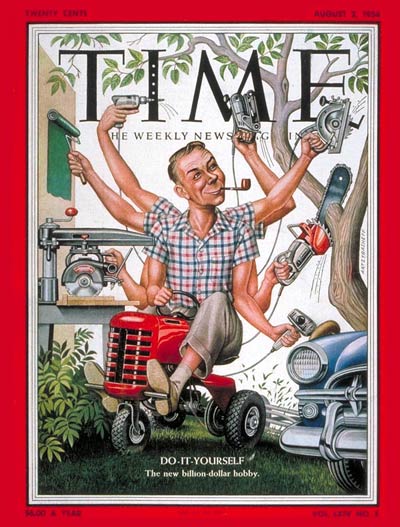 TWENTY CENTS
AUGUST 2, 1954
TIME
THE WEEKLY NEWSMAGAZINE
DO-IT-YOURSELF
The new billion-dollar hobby.
$6.00 A YEAR
VOL. LXIV NO. 5